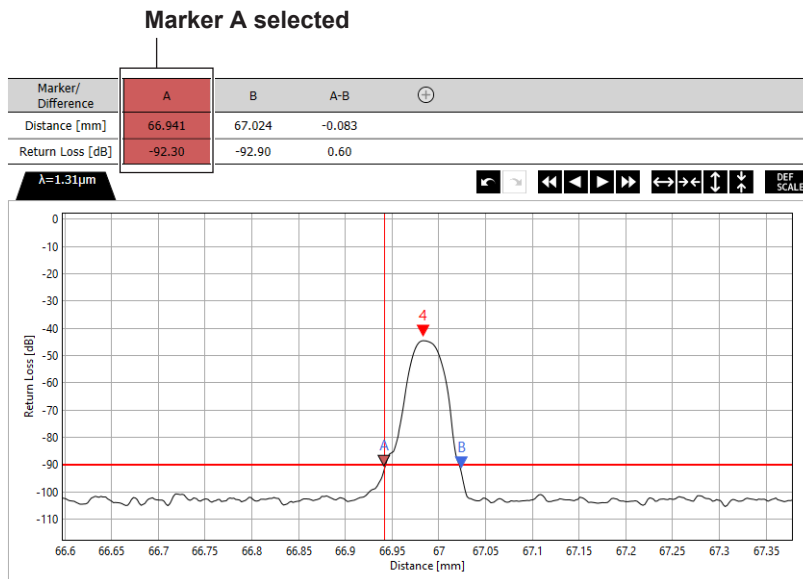 Marker A selected
Marker/
Difference
A
B
A-B
Distance [mm]
66.941
67.024
-0.083
Return Loss [dB]
-92.30
-92.90
0.60
λ=1.31µm
DEF
SCALE
0
-10
-20
-30
-40
-50
-60
-70
-80
-90
-100
-110
Return Loss [dB]
4
A
B
66.6
66.65
66.7
66.75
66.8
66.85
66.9
66.95
67
67.05
67.1
67.15
67.2
67.25
67.3
67.35
Distance [mm]